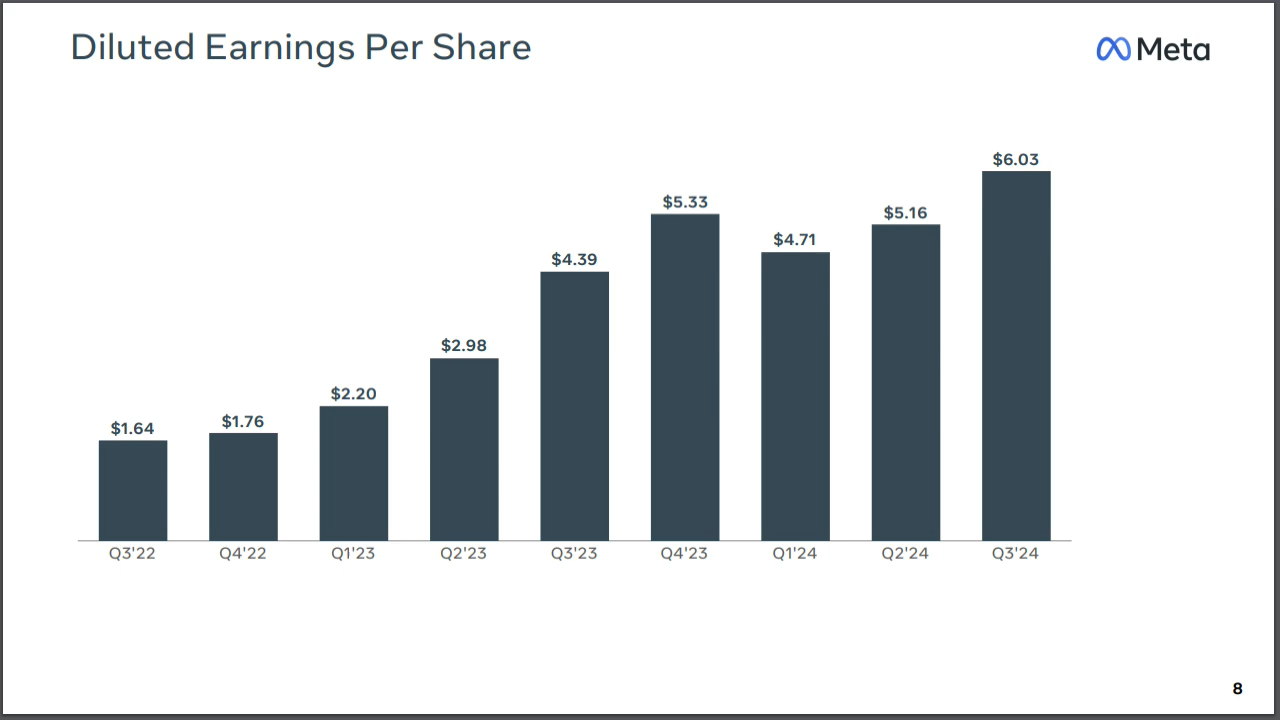 Diluted Earnings Per Share
Meta
$1.64
$1.76
$2.20
$2.98
$4.39
$5.33
$4.71
$5.16
$6.03
Q3'22
Q4'22
Q1'23
Q2'23
Q3'23
Q4'23
Q1'24
Q2'24
Q3'24
8